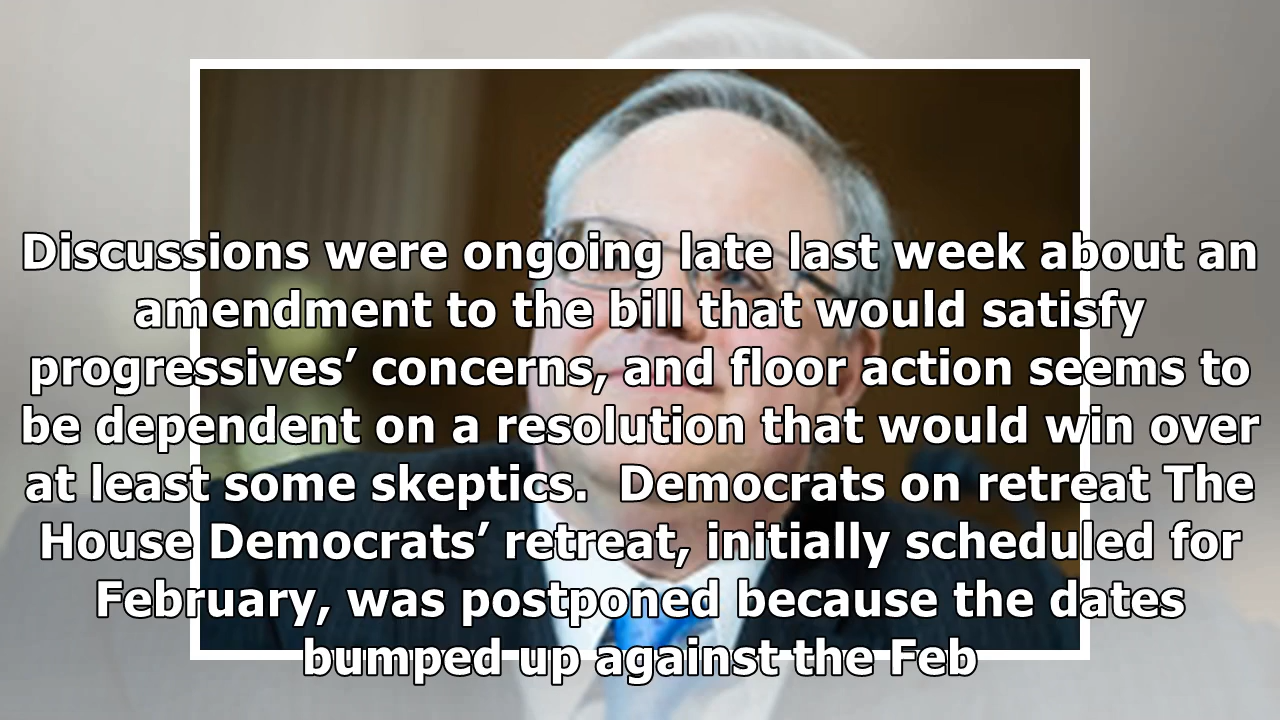 Discussions were ongoing late last week about an
amendment to the bill that would satisfy
progressives’ concerns, and floor action seems to
be dependent on a resolution that would win over
at least some skeptics.  Democrats on retreat The
House Democrats’ retreat, initially scheduled for
February, was postponed because the dates
bumped up against the Feb